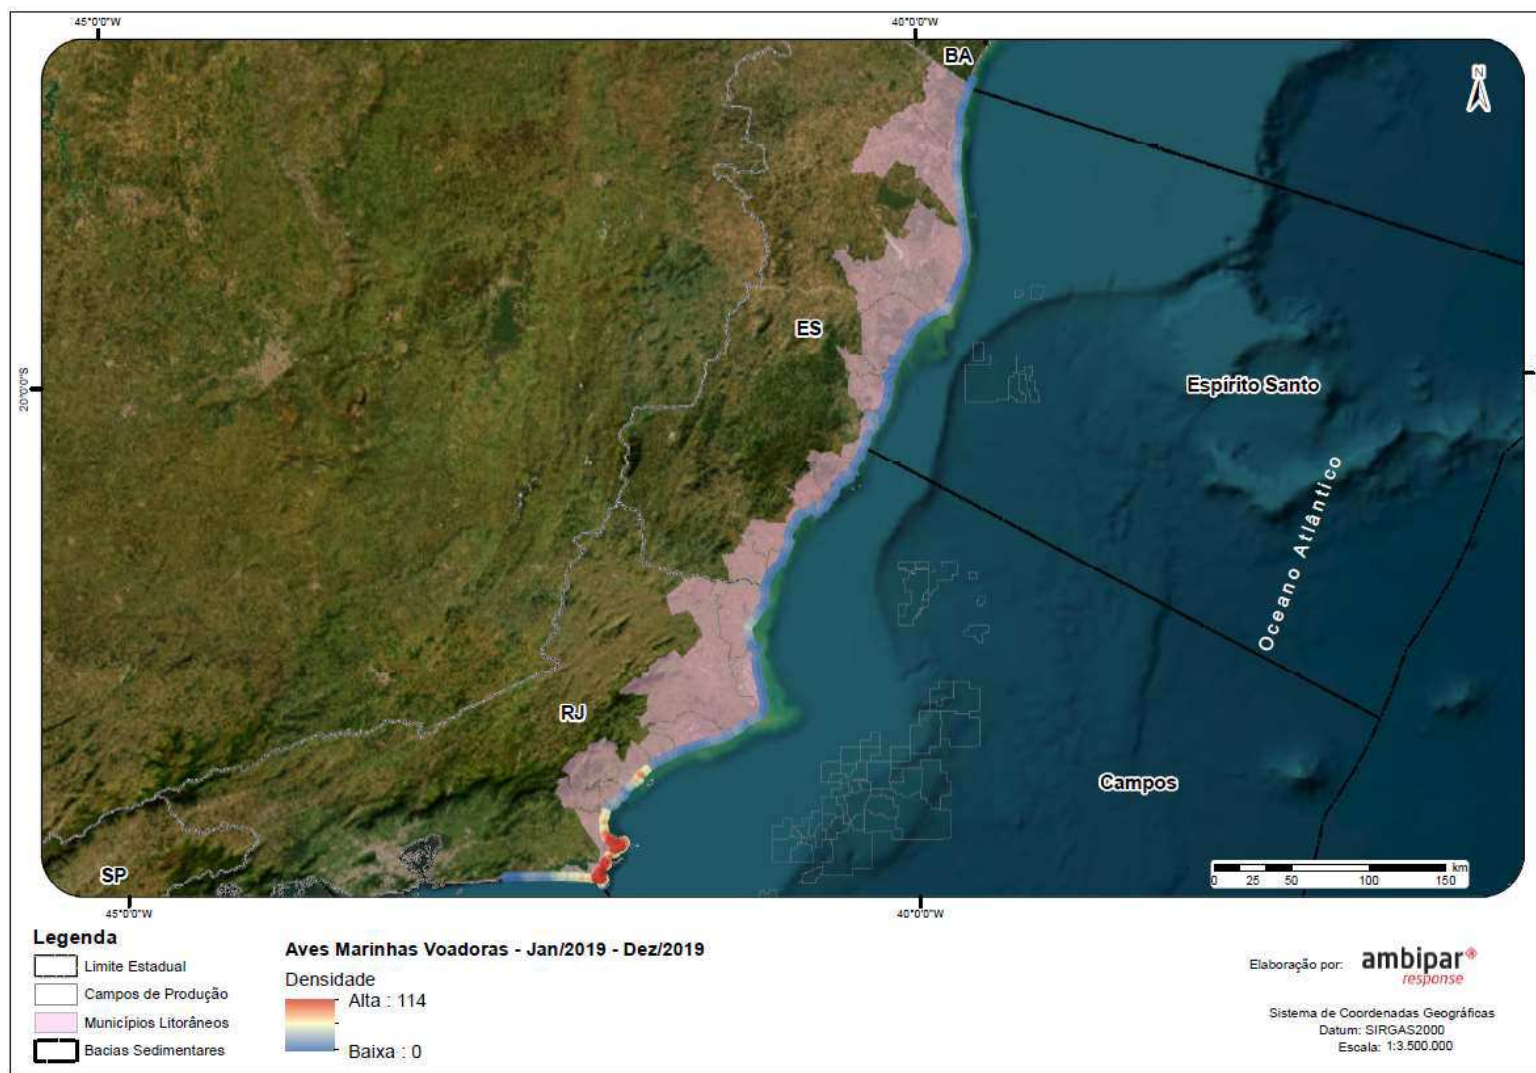 45°0'0"W
40°0'0"W
BA
N
ES
20°0'0"S
Espírito Santo
Oceano Atlântico
RJ
Campos
SP
km
0 25 50 100 150
45°0'0"W
40°0'0"W
Legenda
Limite Estadual
Campos de Produção
Municípios Litorâneos
Bacias Sedimentares
Aves Marinhas Voadoras - Jan/2019 - Dez/2019
Densidade
Alta : 114
Baixa : 0
Elaboração por:
ambipar
response
Sistema de Coordenadas Geográficas
Datum: SIRGAS2000
Escala: 1:3.500.000